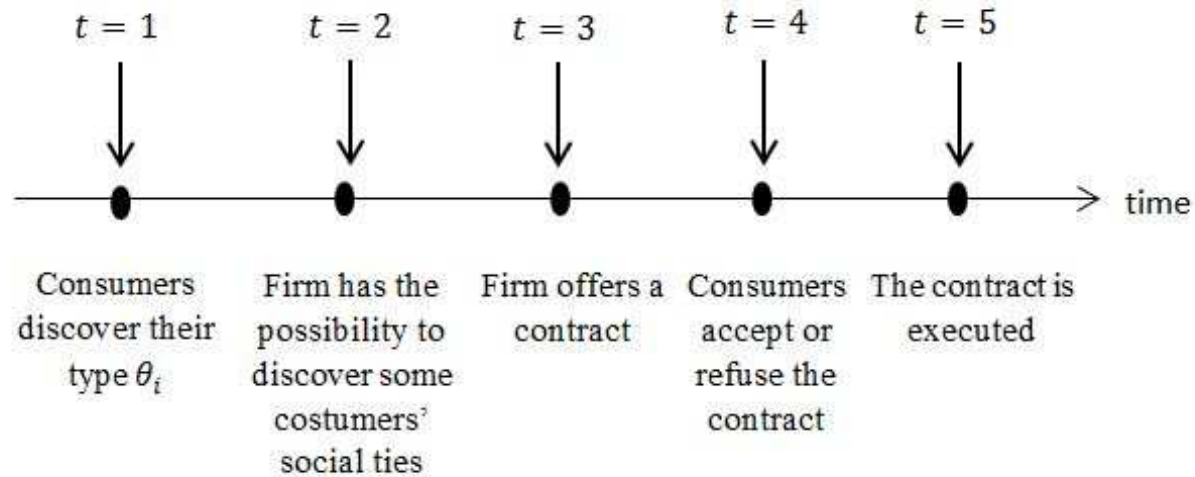 t = 1
t = 2
t = 3
t = 4
t = 5
time
Consumers
discover their
type θᵢ
Firm has the
possibility to
discover some
costumers'
social ties
Firm offers a
contract
Consumers
accept or
refuse the
contract
The contract is
executed